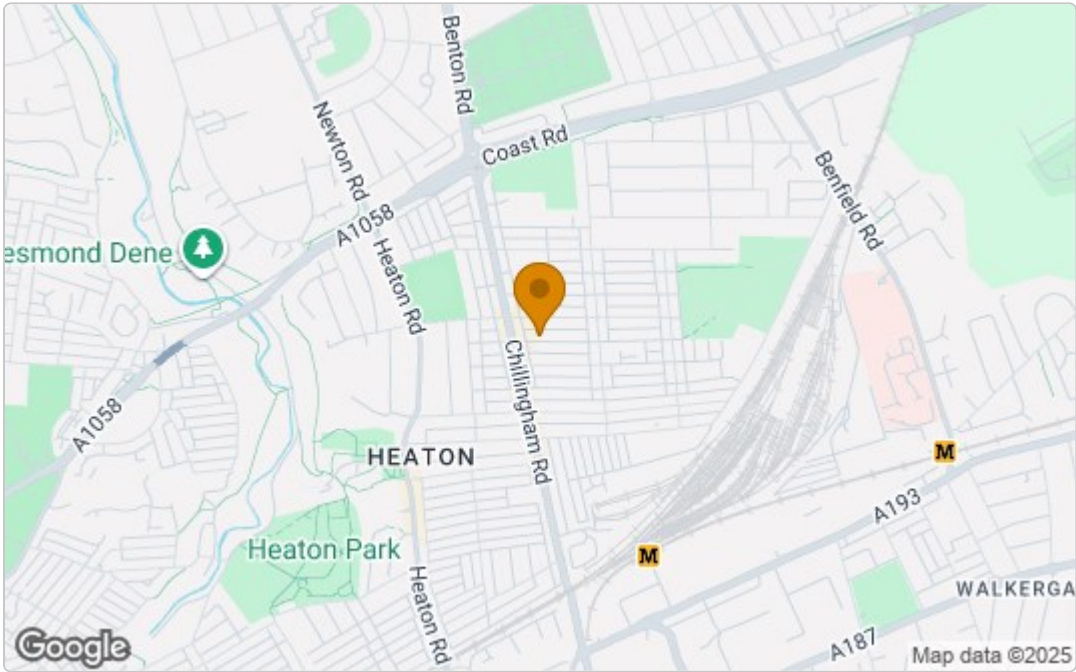 Benton Rd
Newton Rd
Coast Rd
Benfield Rd
A1058
esmond Dene
Heaton Rd
Chillingham Rd
A1058
HEATON
M
A193
Heaton Park
M
Heaton Rd
WALKERGA
A187
Google
Map data ©2025